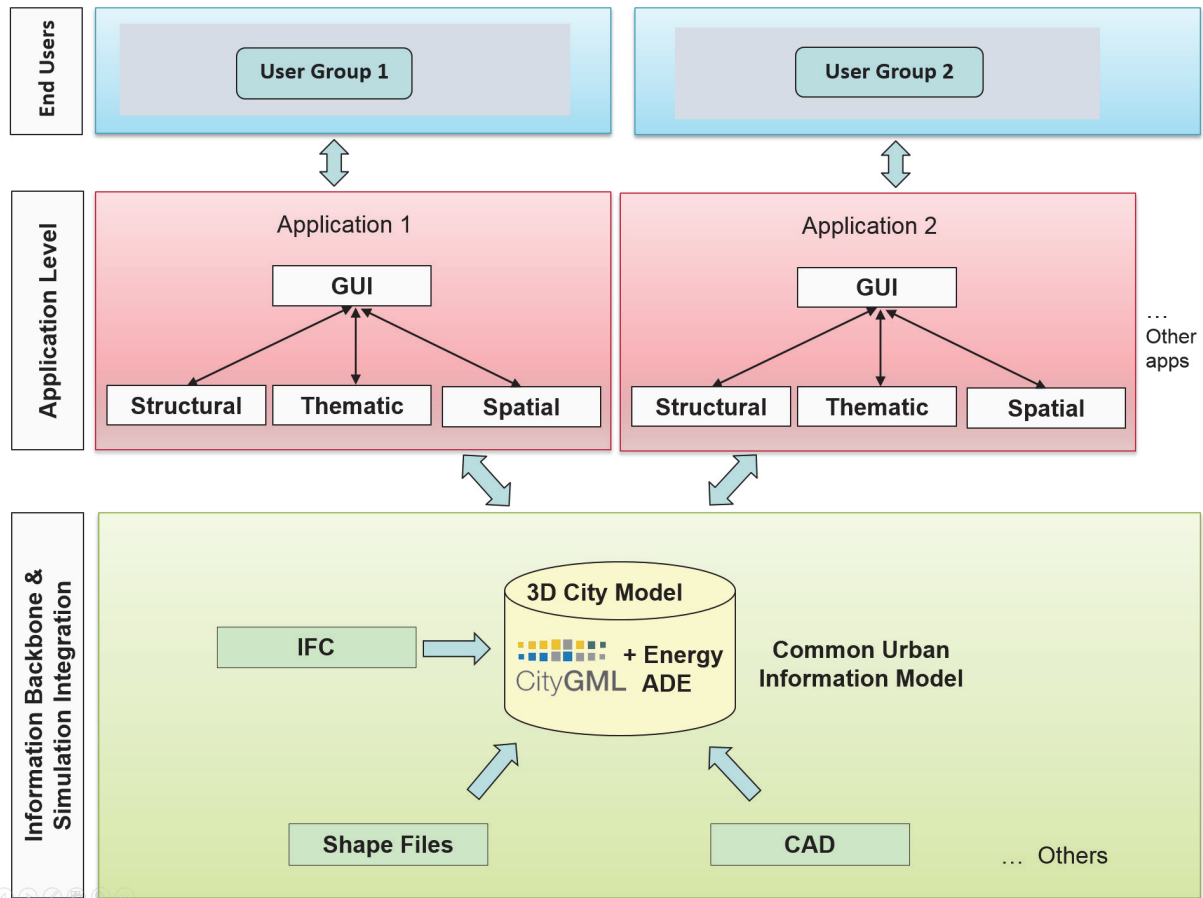 End Users
User Group 1
User Group 2
Application Level
Application 1
GUI
Structural
Thematic
Spatial
Application 2
GUI
Structural
Thematic
Spatial
…
Other
apps
Information Backbone &
Simulation Integration
3D City Model
CityGML
+ Energy
ADE
IFC
Common Urban
Information Model
Shape Files
CAD
… Others